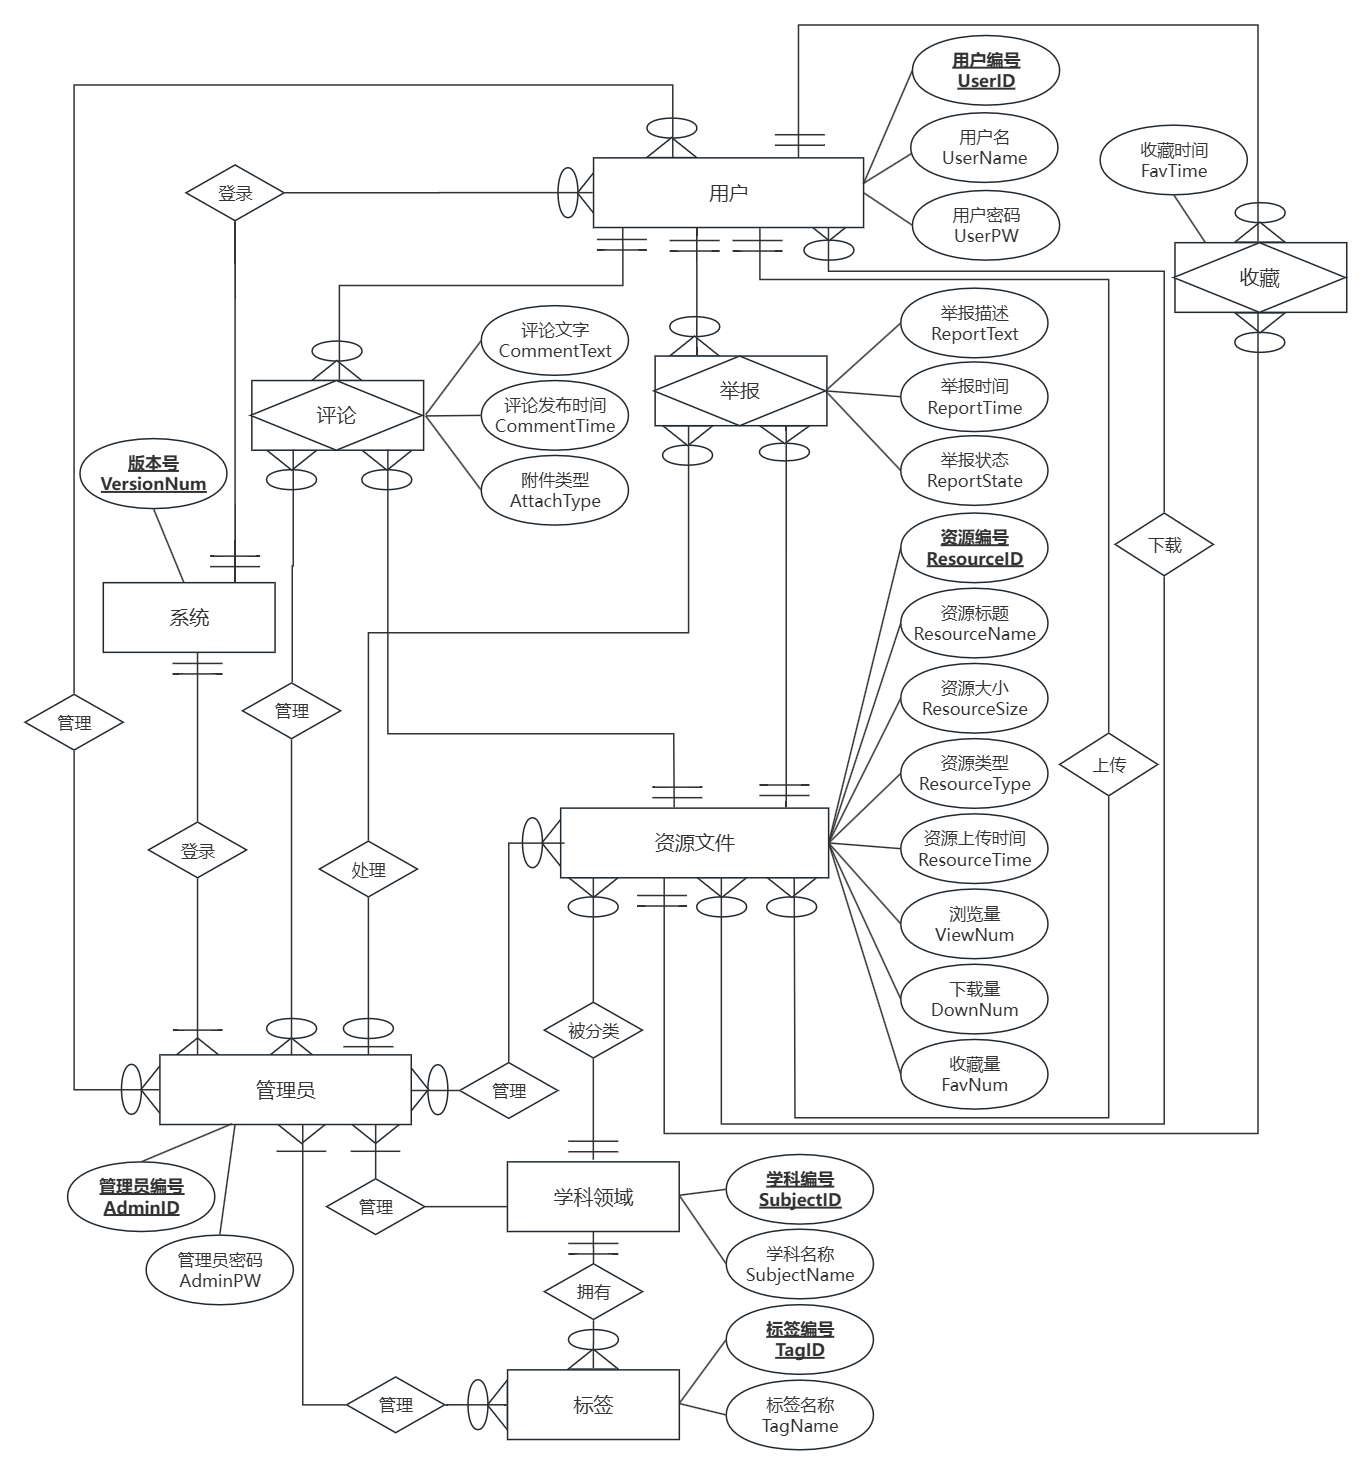 用户编号
UserID
用户名
UserName
用户密码
UserPW
用户
登录
收藏时间
FavTime
收藏
评论文字
CommentText
评论发布时间
CommentTime
附件类型
AttachType
评论
举报
举报描述
ReportText
举报时间
ReportTime
举报状态
ReportState
版本号
VersionNum
系统
资源编号
ResourceID
资源标题
ResourceName
资源大小
ResourceSize
资源类型
ResourceType
资源上传时间
ResourceTime
浏览量
ViewNum
下载量
DownNum
收藏量
FavNum
下载
上传
管理
管理
登录
处理
资源文件
被分类
管理
管理员
管理员编号
AdminID
管理员密码
AdminPW
管理
学科领域
学科编号
SubjectID
学科名称
SubjectName
拥有
标签编号
TagID
标签名称
TagName
管理
标签